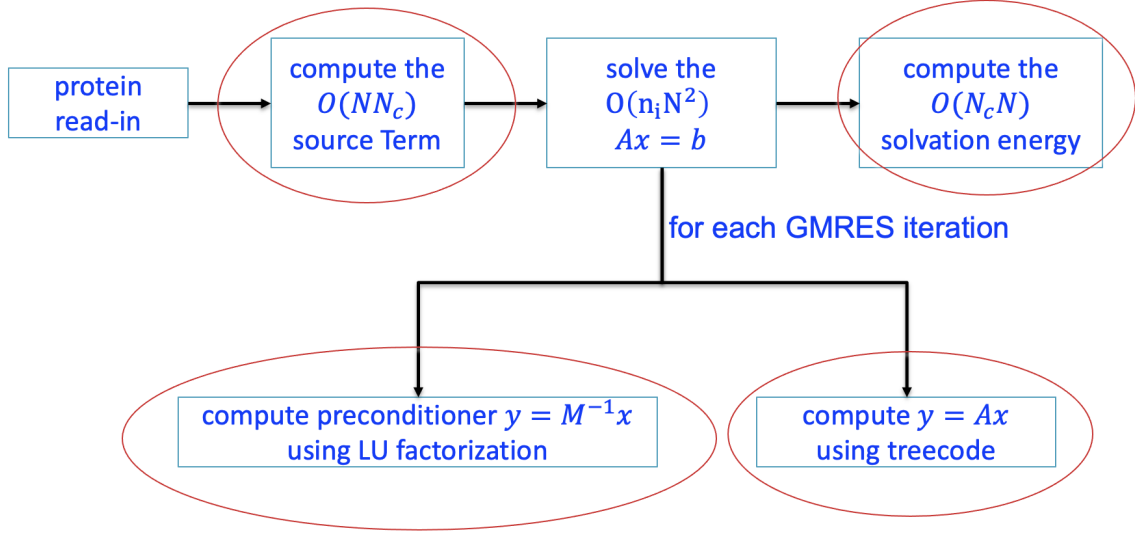 protein
read-in
compute the
O(NN_c)
source Term
solve the
O(n_iN^2)
Ax = b
compute the
O(N_cN)
solvation energy
for each GMRES iteration
compute preconditioner y = M^{-1}x
using LU factorization
compute y = Ax
using treecode